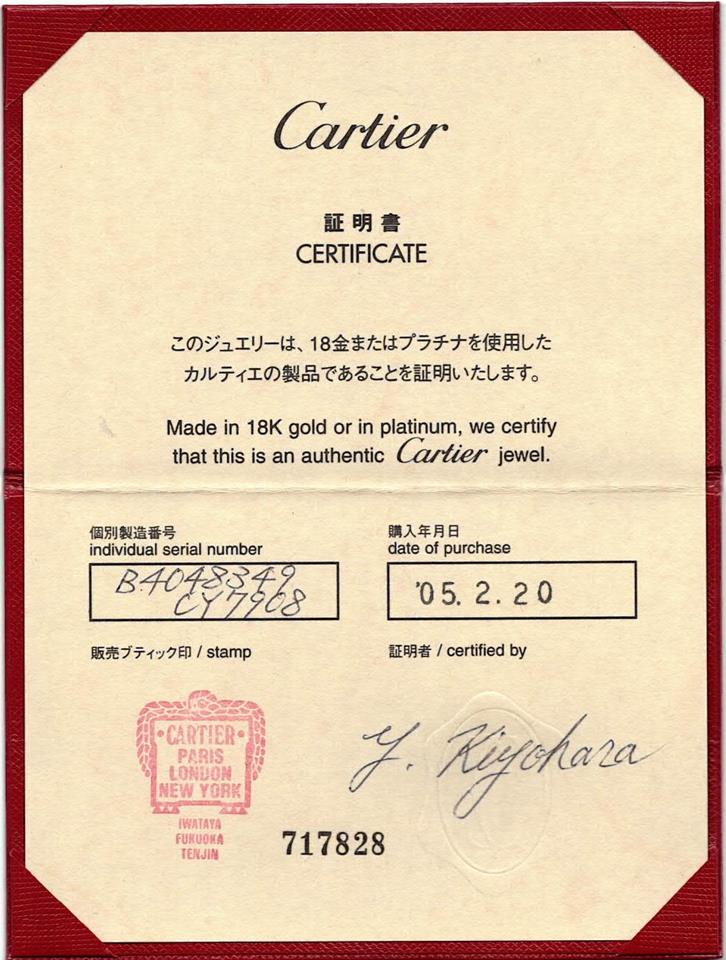 Cartier
証明書
CERTIFICATE
このジュエリーは、18金またはプラチナを使用した
カルティエの製品であることを証明いたします。
Made in 18K gold or in platinum, we certify
that this is an authentic Cartier jewel.
個別製造番号
individual serial number
B4048349
CY7908
購入年月日
date of purchase
'05. 2. 20
販売ブティック印 / stamp
証明者 / certified by
CARTIER
PARIS
LONDON
NEW YORK
IWATAYA
FUKUOKA
TENJIN
Y. Kiyohara
717828